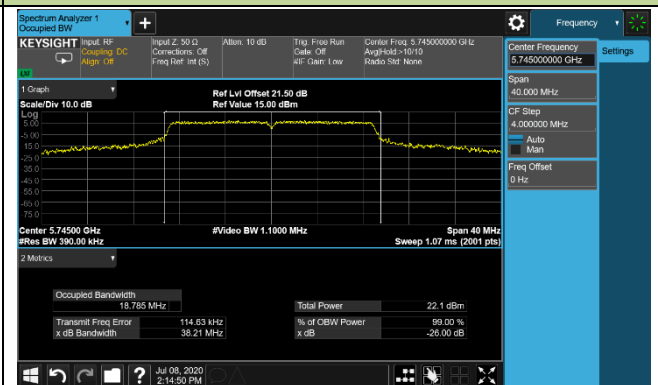 Spectrum Analyzer 1
Occupied BW
+
Frequency
KEYSIGHT
Input: RF
Coupling: DC
Align: Off
Input Z: 50 Ω
Corrections: Off
Freq Ref: Int (S)
Atten: 10 dB
Trig: Free Run
Gate: Off
#IF Gain: Low
Center Freq: 5.745000000 GHz
Avg|Hold:>10/10
Radio Std: None
Center Frequency
5.745000000 GHz
Settings
Span
40.000 MHz
CF Step
4.000000 MHz
Auto
Man
Freq Offset
0 Hz
1 Graph
Scale/Div 10.0 dB
Ref Lvl Offset 21.50 dB
Ref Value 15.00 dBm
Log
5.00
-5.00
-15.0
-25.0
-35.0
-45.0
-55.0
-65.0
-75.0
Center 5.74500 GHz
#Res BW 390.00 kHz
#Video BW 1.1000 MHz
Span 40 MHz
Sweep 1.07 ms (2001 pts)
2 Metrics
Occupied Bandwidth
18.785 MHz
Total Power 22.1 dBm
Transmit Freq Error 114.63 kHz
% of OBW Power 99.00 %
x dB Bandwidth 38.21 MHz
x dB -26.00 dB
?
Jul 08, 2020
2:14:50 PM